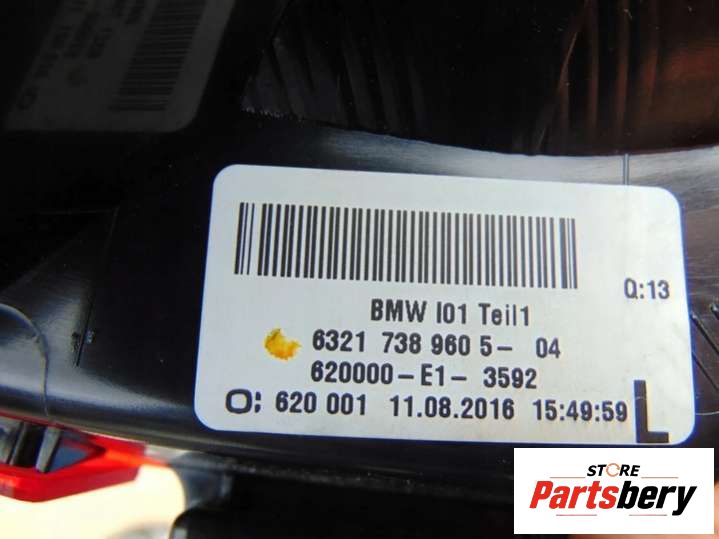 Q:13
BMW I01 Teil1
6321 738 960 5- 04
620000-E1- 3592
O: 620 001 11.08.2016 15:49:59 L
STORE
Partsbery